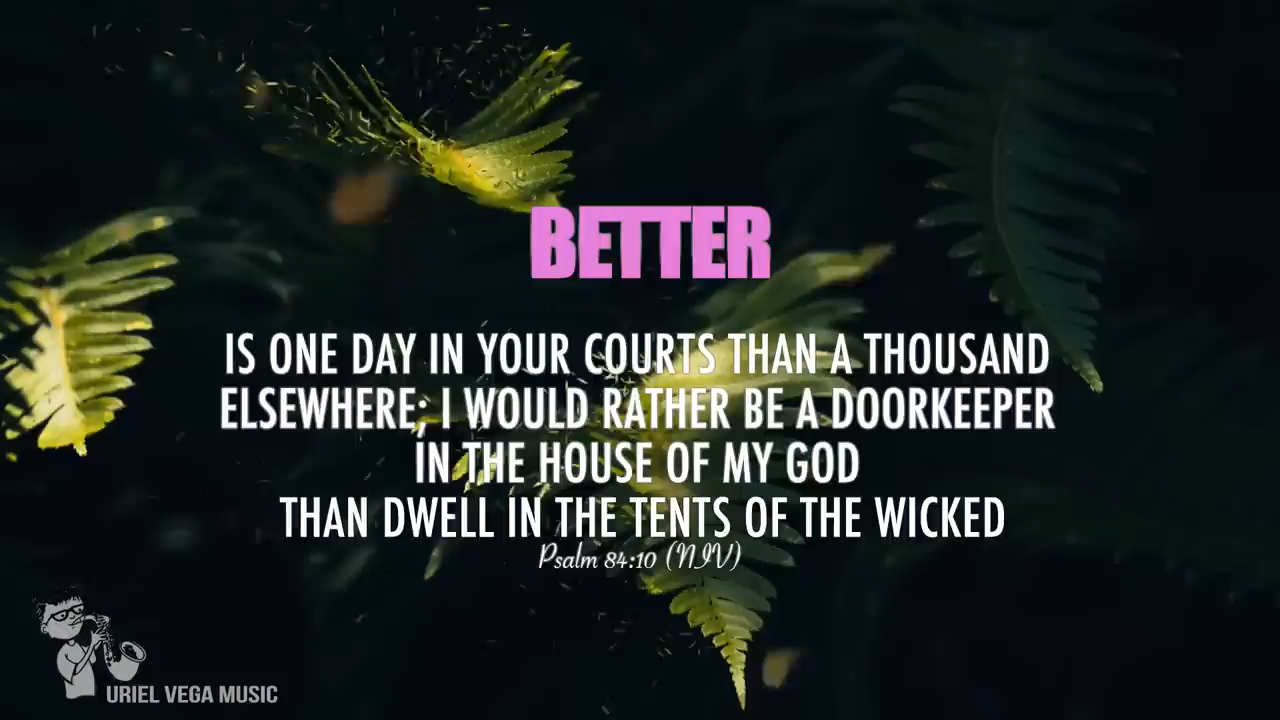 BETTER
IS ONE DAY IN YOUR COURTS THAN A THOUSAND
ELSEWHERE; I WOULD RATHER BE A DOORKEEPER
IN THE HOUSE OF MY GOD
THAN DWELL IN THE TENTS OF THE WICKED
Psalm 84:10 (NIV)
URIEL VEGA MUSIC